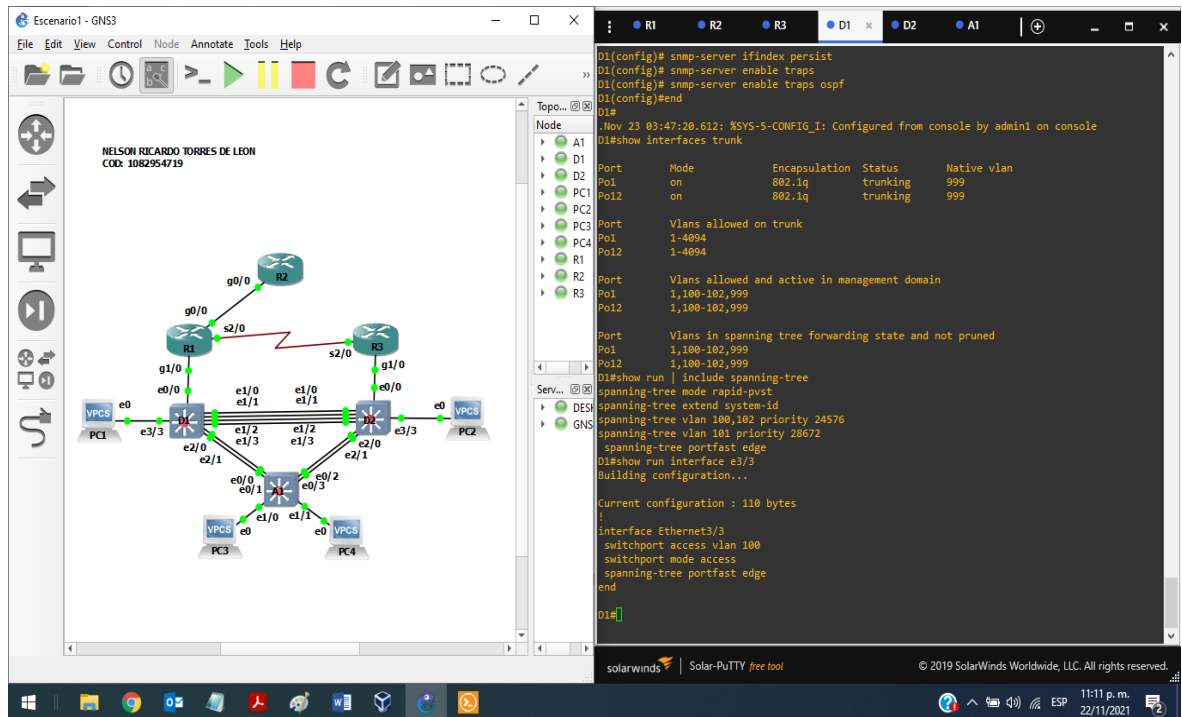 Escenario1 - GNS3
File Edit View Control Node Annotate Tools Help
NELSON RICARDO TORRES DE LEON
COD: 1082954719
R2
g0/0
g0/0
s2/0
R1
s2/0
R3
g1/0
g1/0
e0/0
e1/0
e1/0
e0/0
e1/1
e1/1
VPCS
e0
D1
D2
e0
VPCS
PC1
e3/3
e1/2
e1/2
e3/3
PC2
e1/3
e1/3
e2/0
e2/0
e2/1
e2/1
e0/0
e0/2
e0/1
A1
e0/3
e1/0
e1/1
VPCS
e0
e0
VPCS
PC3
PC4
Topo...
Node
A1
D1
D2
PC1
PC2
PC3
PC4
R1
R2
R3
Serv...
DESK
GNS
R1 R2 R3 D1 × D2 A1
D1(config)# snmp-server ifindex persist
D1(config)# snmp-server enable traps
D1(config)# snmp-server enable traps ospf
D1(config)#end
D1#
.Nov 23 03:47:20.612: %SYS-5-CONFIG_I: Configured from console by admin1 on console
D1#show interfaces trunk
Port Mode Encapsulation Status Native vlan
Po1 on 802.1q trunking 999
Po12 on 802.1q trunking 999
Port Vlans allowed on trunk
Po1 1-4094
Po12 1-4094
Port Vlans allowed and active in management domain
Po1 1,100-102,999
Po12 1,100-102,999
Port Vlans in spanning tree forwarding state and not pruned
Po1 1,100-102,999
Po12 1,100-102,999
D1#show run | include spanning-tree
spanning-tree mode rapid-pvst
spanning-tree extend system-id
spanning-tree vlan 100,102 priority 24576
spanning-tree vlan 101 priority 28672
spanning-tree portfast edge
D1#show run interface e3/3
Building configuration...
Current configuration : 110 bytes
!
interface Ethernet3/3
switchport access vlan 100
switchport mode access
spanning-tree portfast edge
end
D1#
solarwinds Solar-PuTTY free tool © 2019 SolarWinds Worldwide, LLC. All rights reserved.
ESP 11:11 p. m.
22/11/2021
2